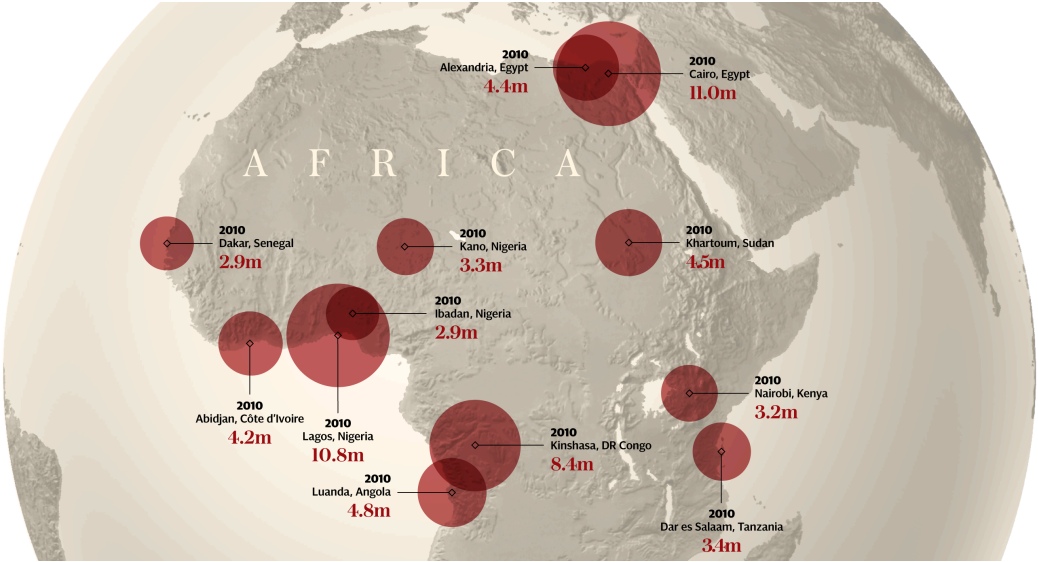 2010
Alexandria, Egypt
4.4m
2010
Cairo, Egypt
11.0m
AFRICA
2010
Dakar, Senegal
2.9m
2010
Kano, Nigeria
3.3m
2010
Khartoum, Sudan
4.5m
2010
Ibadan, Nigeria
2.9m
2010
Abidjan, Côte d'Ivoire
4.2m
2010
Lagos, Nigeria
10.8m
2010
Nairobi, Kenya
3.2m
2010
Kinshasa, DR Congo
8.4m
2010
Luanda, Angola
4.8m
2010
Dar es Salaam, Tanzania
3.4m